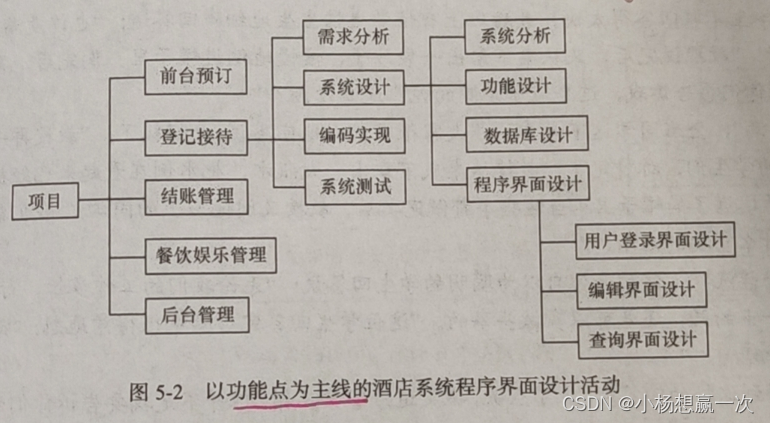 项目
前台预订
登记接待
结账管理
餐饮娱乐管理
后台管理
需求分析
系统设计
编码实现
系统测试
系统分析
功能设计
数据库设计
程序界面设计
用户登录界面设计
编辑界面设计
查询界面设计
图 5-2 以功能点为主线的酒店系统程序界面设计活动
CSDN @小杨想赢一次